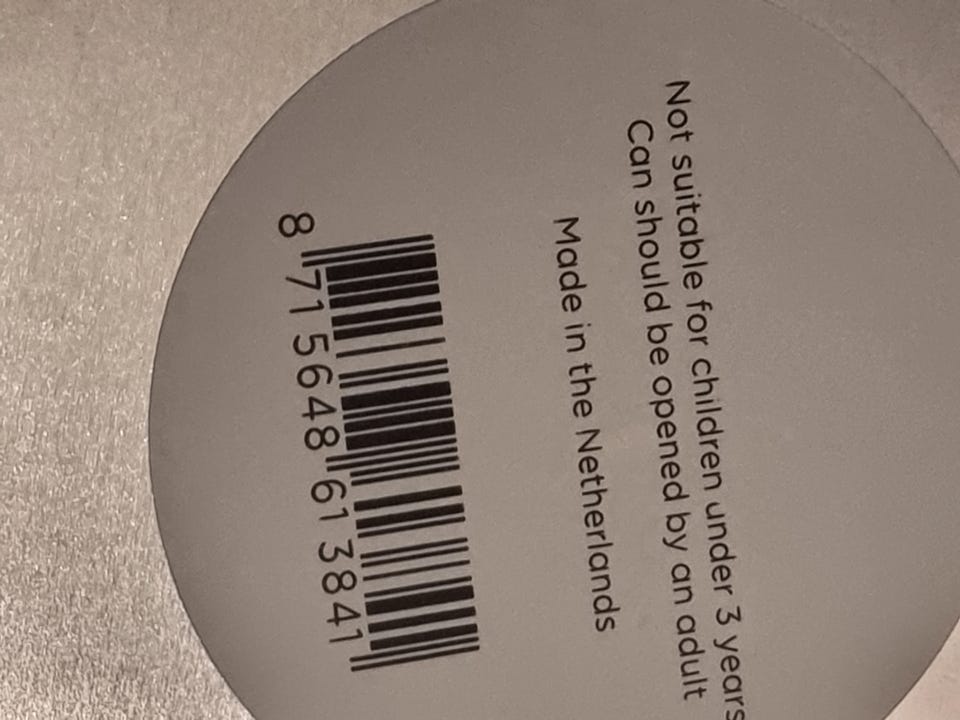 Not suitable for children under 3 years
Can should be opened by an adult
Made in the Netherlands
8 715648 613841